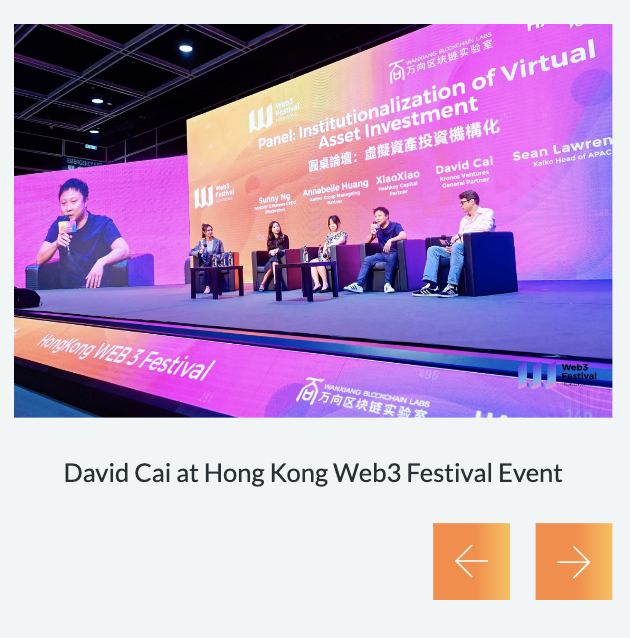 WANXIANG BLOCKCHAIN LABS
万向区块链实验室
Web3
Festival
Panel: Institutionalization of Virtual
Asset Investment
圓桌論壇：虛擬資產投資機構化
Web3
Festival
Sunny Ng
Annabelle Huang
Partner
XiaoXiao
Hashkey Capital
Partner
David Cai
Kronos Ventures
General Partner
Sean Lawren
Kaiko Head of APAC
EMERGENCY
HongKong WEB 3 Festival
WANXIANG BLOCKCHAIN LABS
万向区块链实验室
Web3
Festival
David Cai at Hong Kong Web3 Festival Event